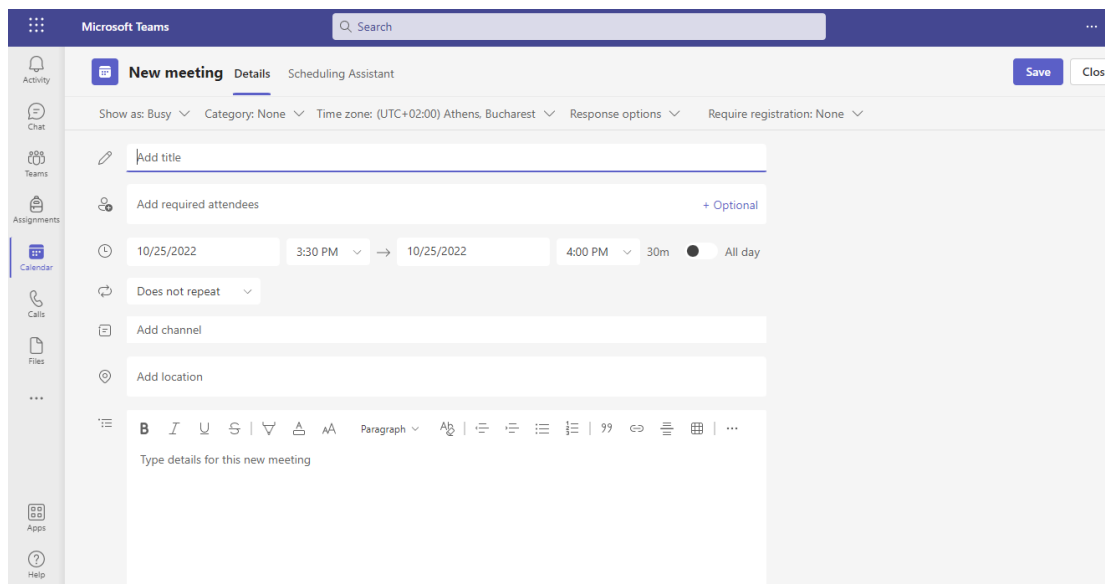 Microsoft Teams
Search
...
Activity
Chat
Teams
Assignments
Calendar
Calls
Files
...
Apps
Help
New meeting Details Scheduling Assistant
Save Clos
Show as: Busy Category: None Time zone: (UTC+02:00) Athens, Bucharest Response options Require registration: None
Add title
Add required attendees + Optional
10/25/2022 3:30 PM → 10/25/2022 4:00 PM 30m All day
Does not repeat
Add channel
Add location
B I U S A AA Paragraph Ab 99 ...
Type details for this new meeting